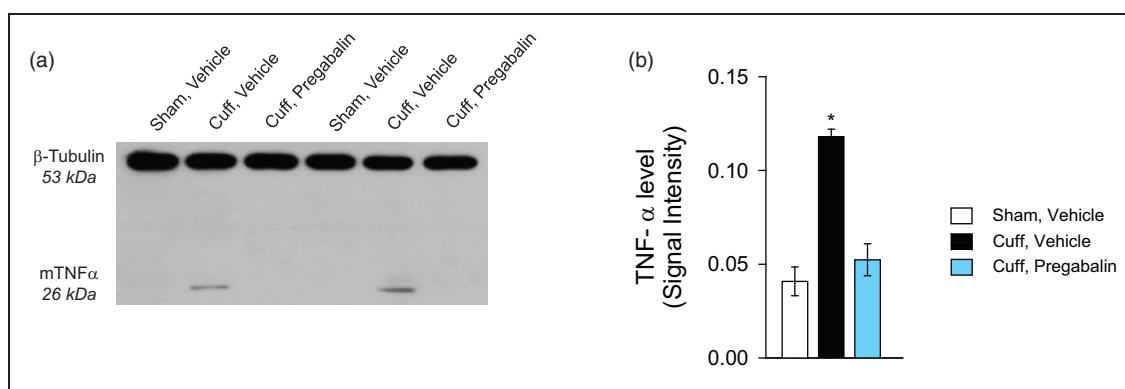 (a)
Sham, Vehicle
Cuff, Vehicle
Cuff, Pregabalin
Sham, Vehicle
Cuff, Vehicle
Cuff, Pregabalin
β-Tubulin
53 kDa
mTNFα
26 kDa
(b)
TNF- α level
(Signal Intensity)
0.15
0.10
0.05
0.00
*
Sham, Vehicle
Cuff, Vehicle
Cuff, Pregabalin